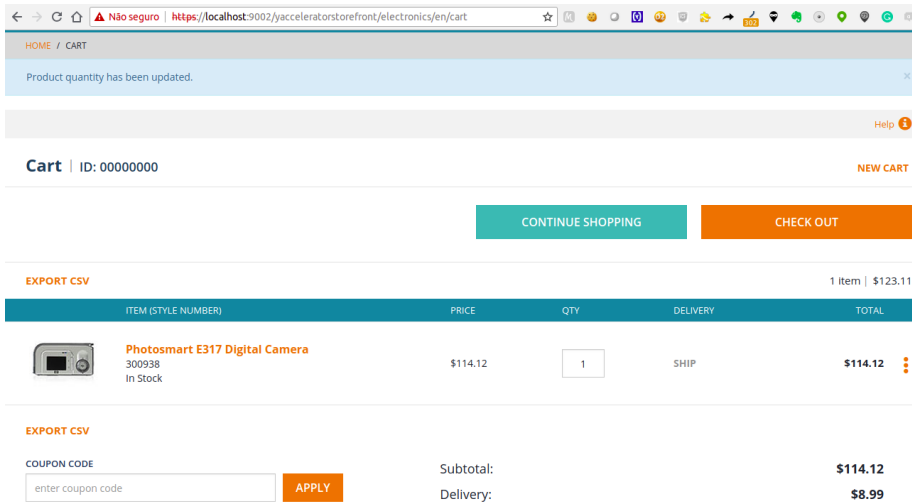 Não seguro | https://localhost:9002/yacceleratorstorefront/electronics/en/cart
302
HOME / CART
Product quantity has been updated. ×
Help i
Cart | ID: 00000000 NEW CART
CONTINUE SHOPPING CHECK OUT
EXPORT CSV 1 item | $123.11
ITEM (STYLE NUMBER) PRICE QTY DELIVERY TOTAL
Photosmart E317 Digital Camera
300938 $114.12 1 SHIP $114.12
In Stock
EXPORT CSV
COUPON CODE
enter coupon code APPLY
Subtotal: $114.12
Delivery: $8.99